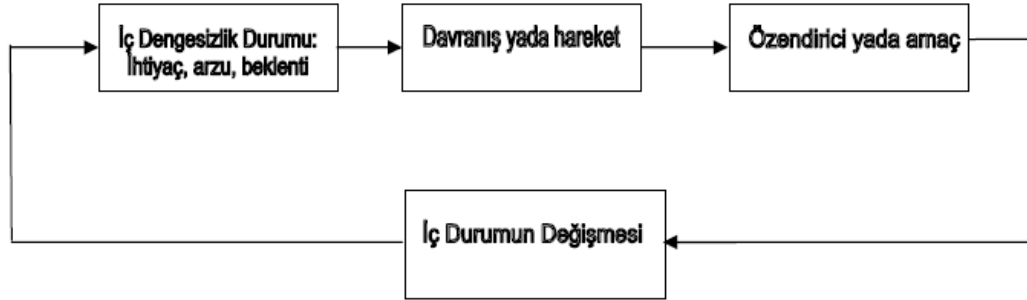 İç Dengesizlik Durumu:
İhtiyaç, arzu, beklenti
Davranış yada hareket
Özendirici yada amaç
İç Durumun Değişmesi